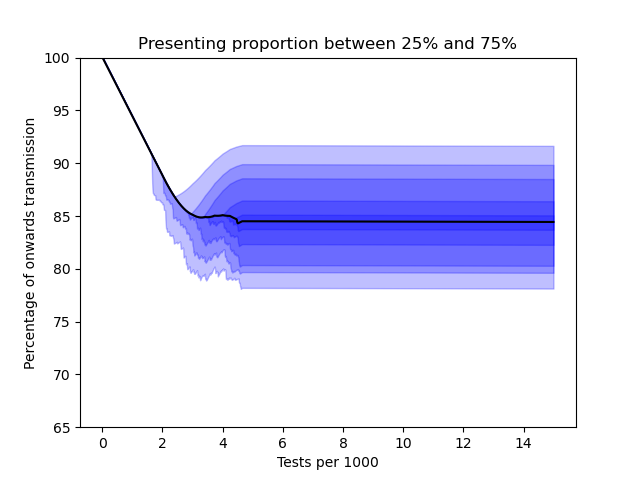 Presenting proportion between 25% and 75%
100
95
90
85
80
75
70
65
Percentage of onwards transmission
0 2 4 6 8 10 12 14
Tests per 1000